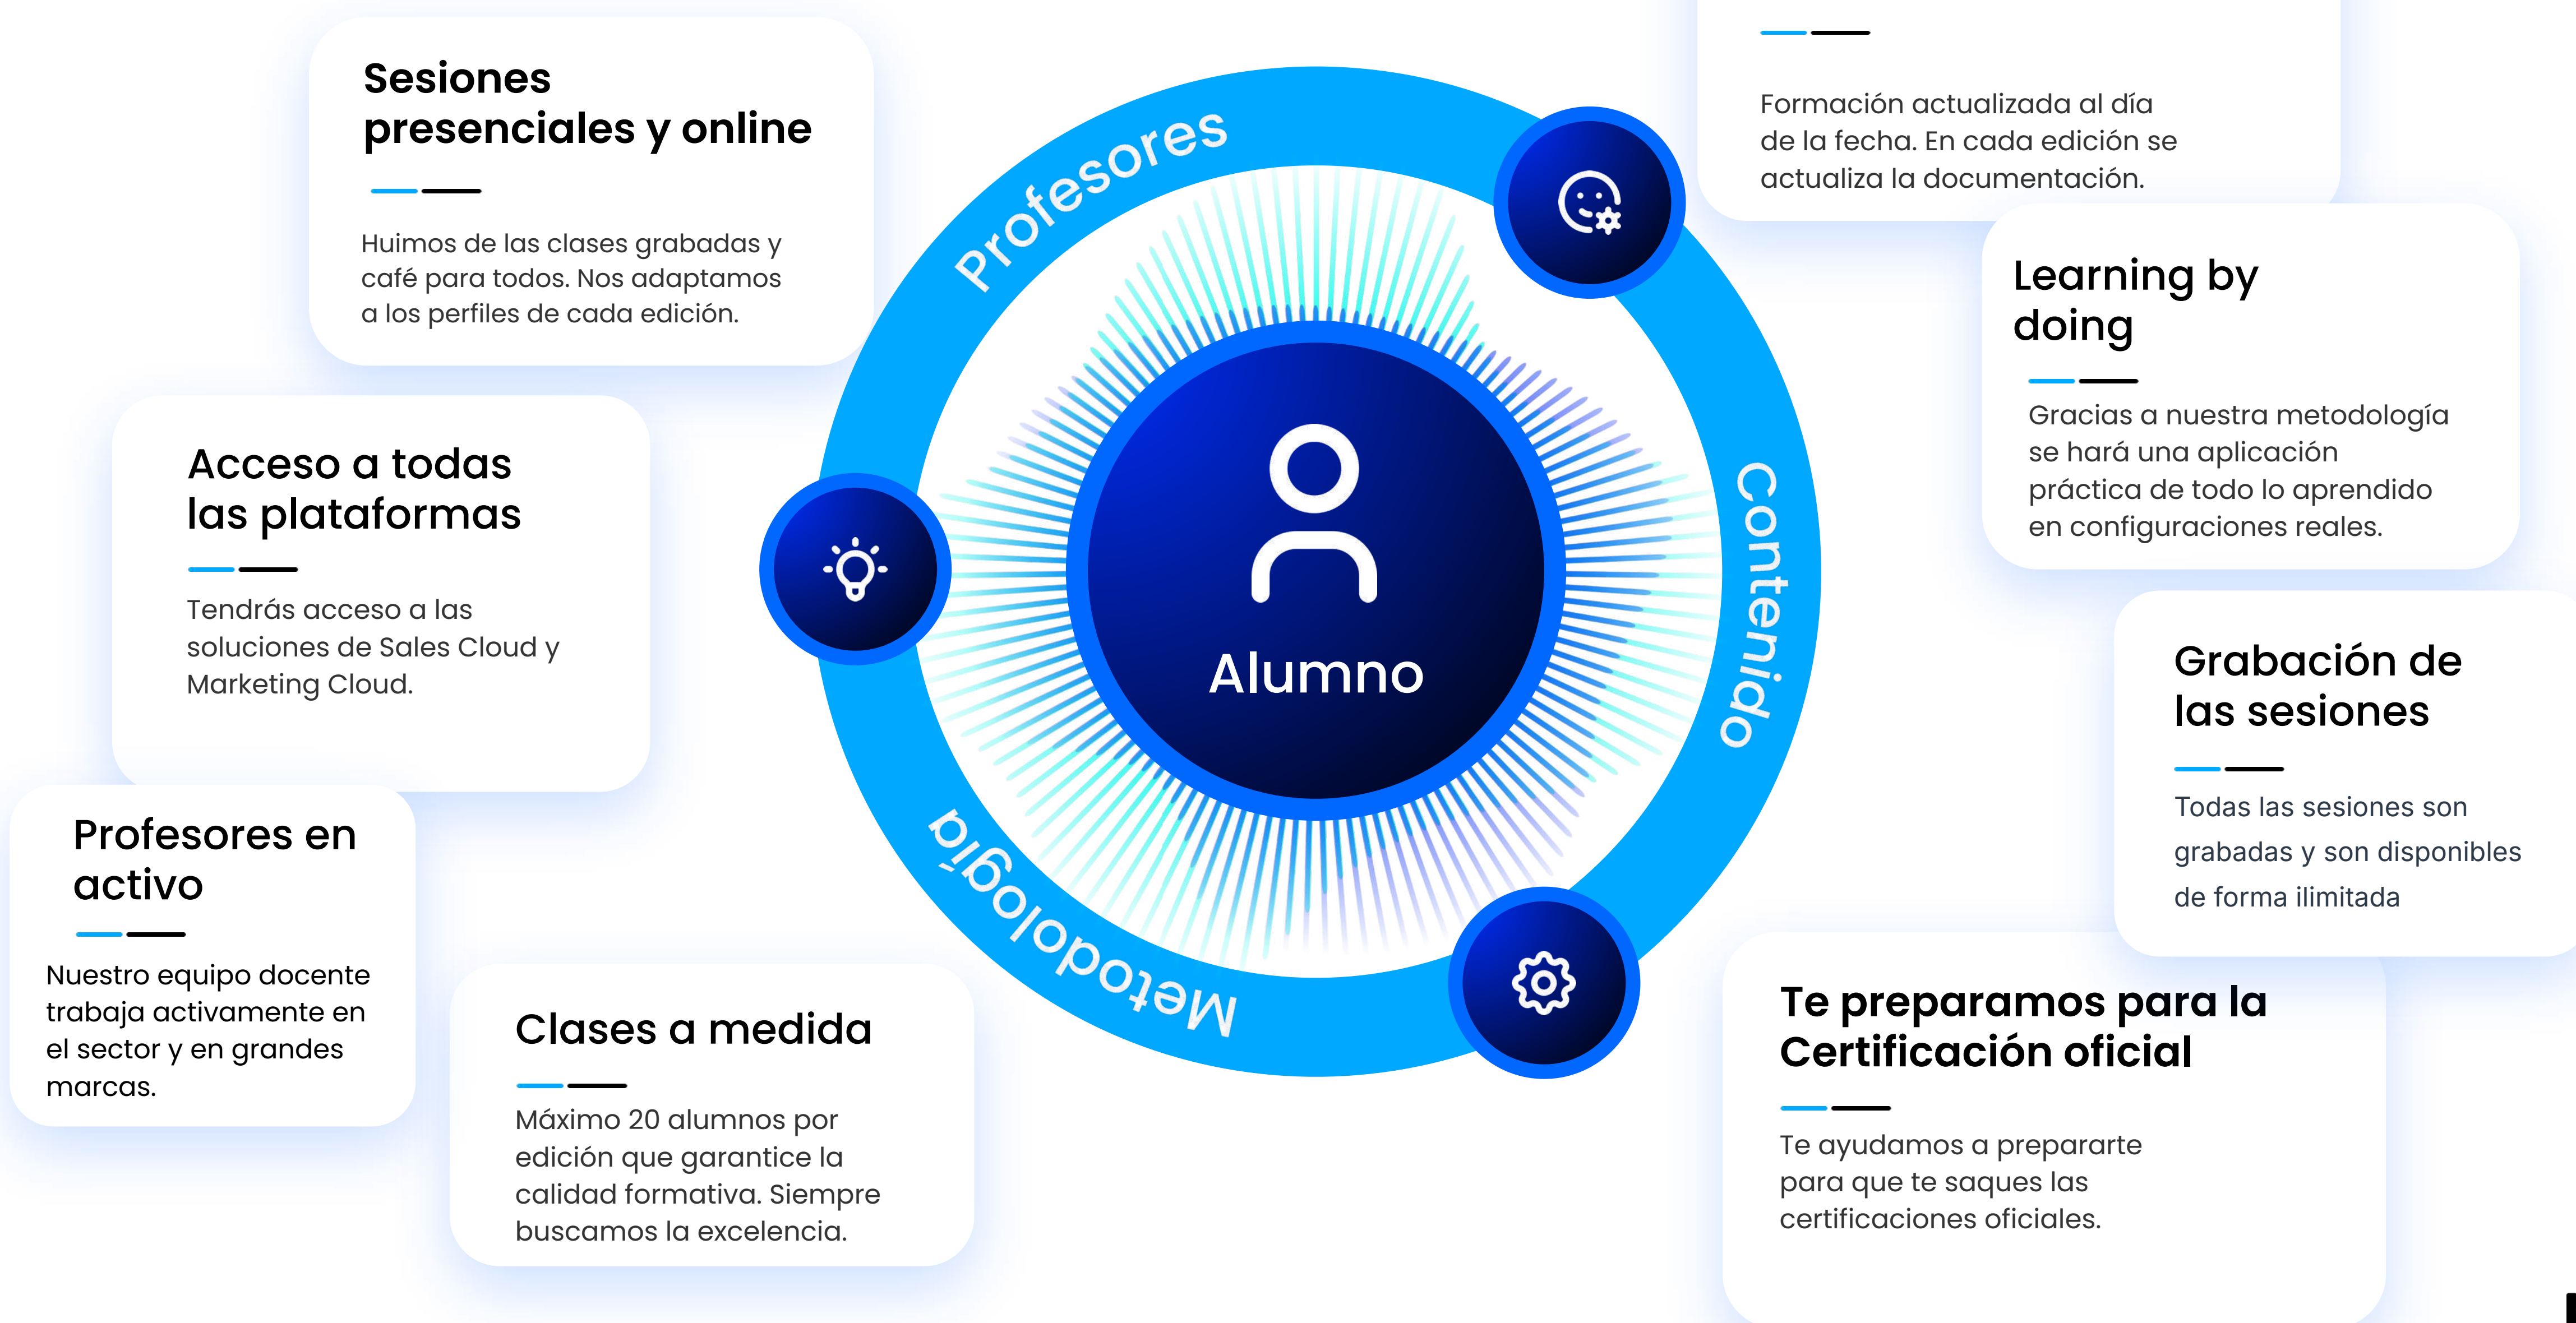 Sesiones
presenciales y online
Huimos de las clases grabadas y
café para todos. Nos adaptamos
a los perfiles de cada edición.
Acceso a todas
las plataformas
Tendrás acceso a las
soluciones de Sales Cloud y
Marketing Cloud.
Profesores en
activo
Nuestro equipo docente
trabaja activamente en
el sector y en grandes
marcas.
Clases a medida
Máximo 20 alumnos por
edición que garantice la
calidad formativa. Siempre
buscamos la excelencia.
Profesores
Contenido
Metodología
Alumno
Formación actualizada al día
de la fecha. En cada edición se
actualiza la documentación.
Learning by
doing
Gracias a nuestra metodología
se hará una aplicación
práctica de todo lo aprendido
en configuraciones reales.
Grabación de
las sesiones
Todas las sesiones son
grabadas y son disponibles
de forma ilimitada
Te preparamos para la
Certificación oficial
Te ayudamos a prepararte
para que te saques las
certificaciones oficiales.